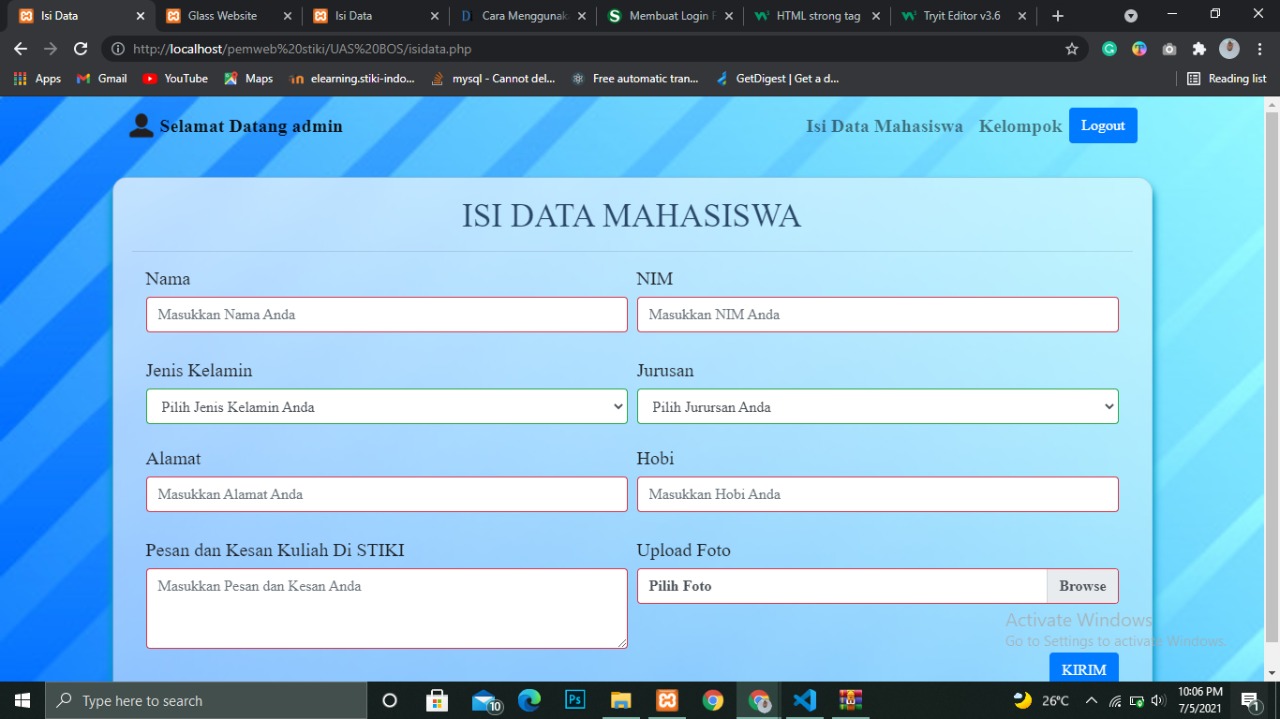 Isi Data
Glass Website
Isi Data
Cara Menggunak
Membuat Login F
HTML strong tag
Tryit Editor v3.6
http://localhost/pemweb%20stiki/UAS%20BOS/isidata.php
Apps
Gmail
YouTube
Maps
elearning.stiki-indo...
mysql - Cannot del...
Free automatic tran...
GetDigest | Get a d...
Reading list
Selamat Datang admin
Isi Data Mahasiswa
Kelompok
Logout
ISI DATA MAHASISWA
Nama
NIM
Masukkan Nama Anda
Masukkan NIM Anda
Jenis Kelamin
Jurusan
Pilih Jenis Kelamin Anda
Pilih Jurursan Anda
Alamat
Hobi
Masukkan Alamat Anda
Masukkan Hobi Anda
Pesan dan Kesan Kuliah Di STIKI
Upload Foto
Masukkan Pesan dan Kesan Anda
Pilih Foto
Browse
Activate Windows
Go to Settings to activate Windows.
KIRIM
Type here to search
10
Ps
26°C
10:06 PM
7/5/2021
1